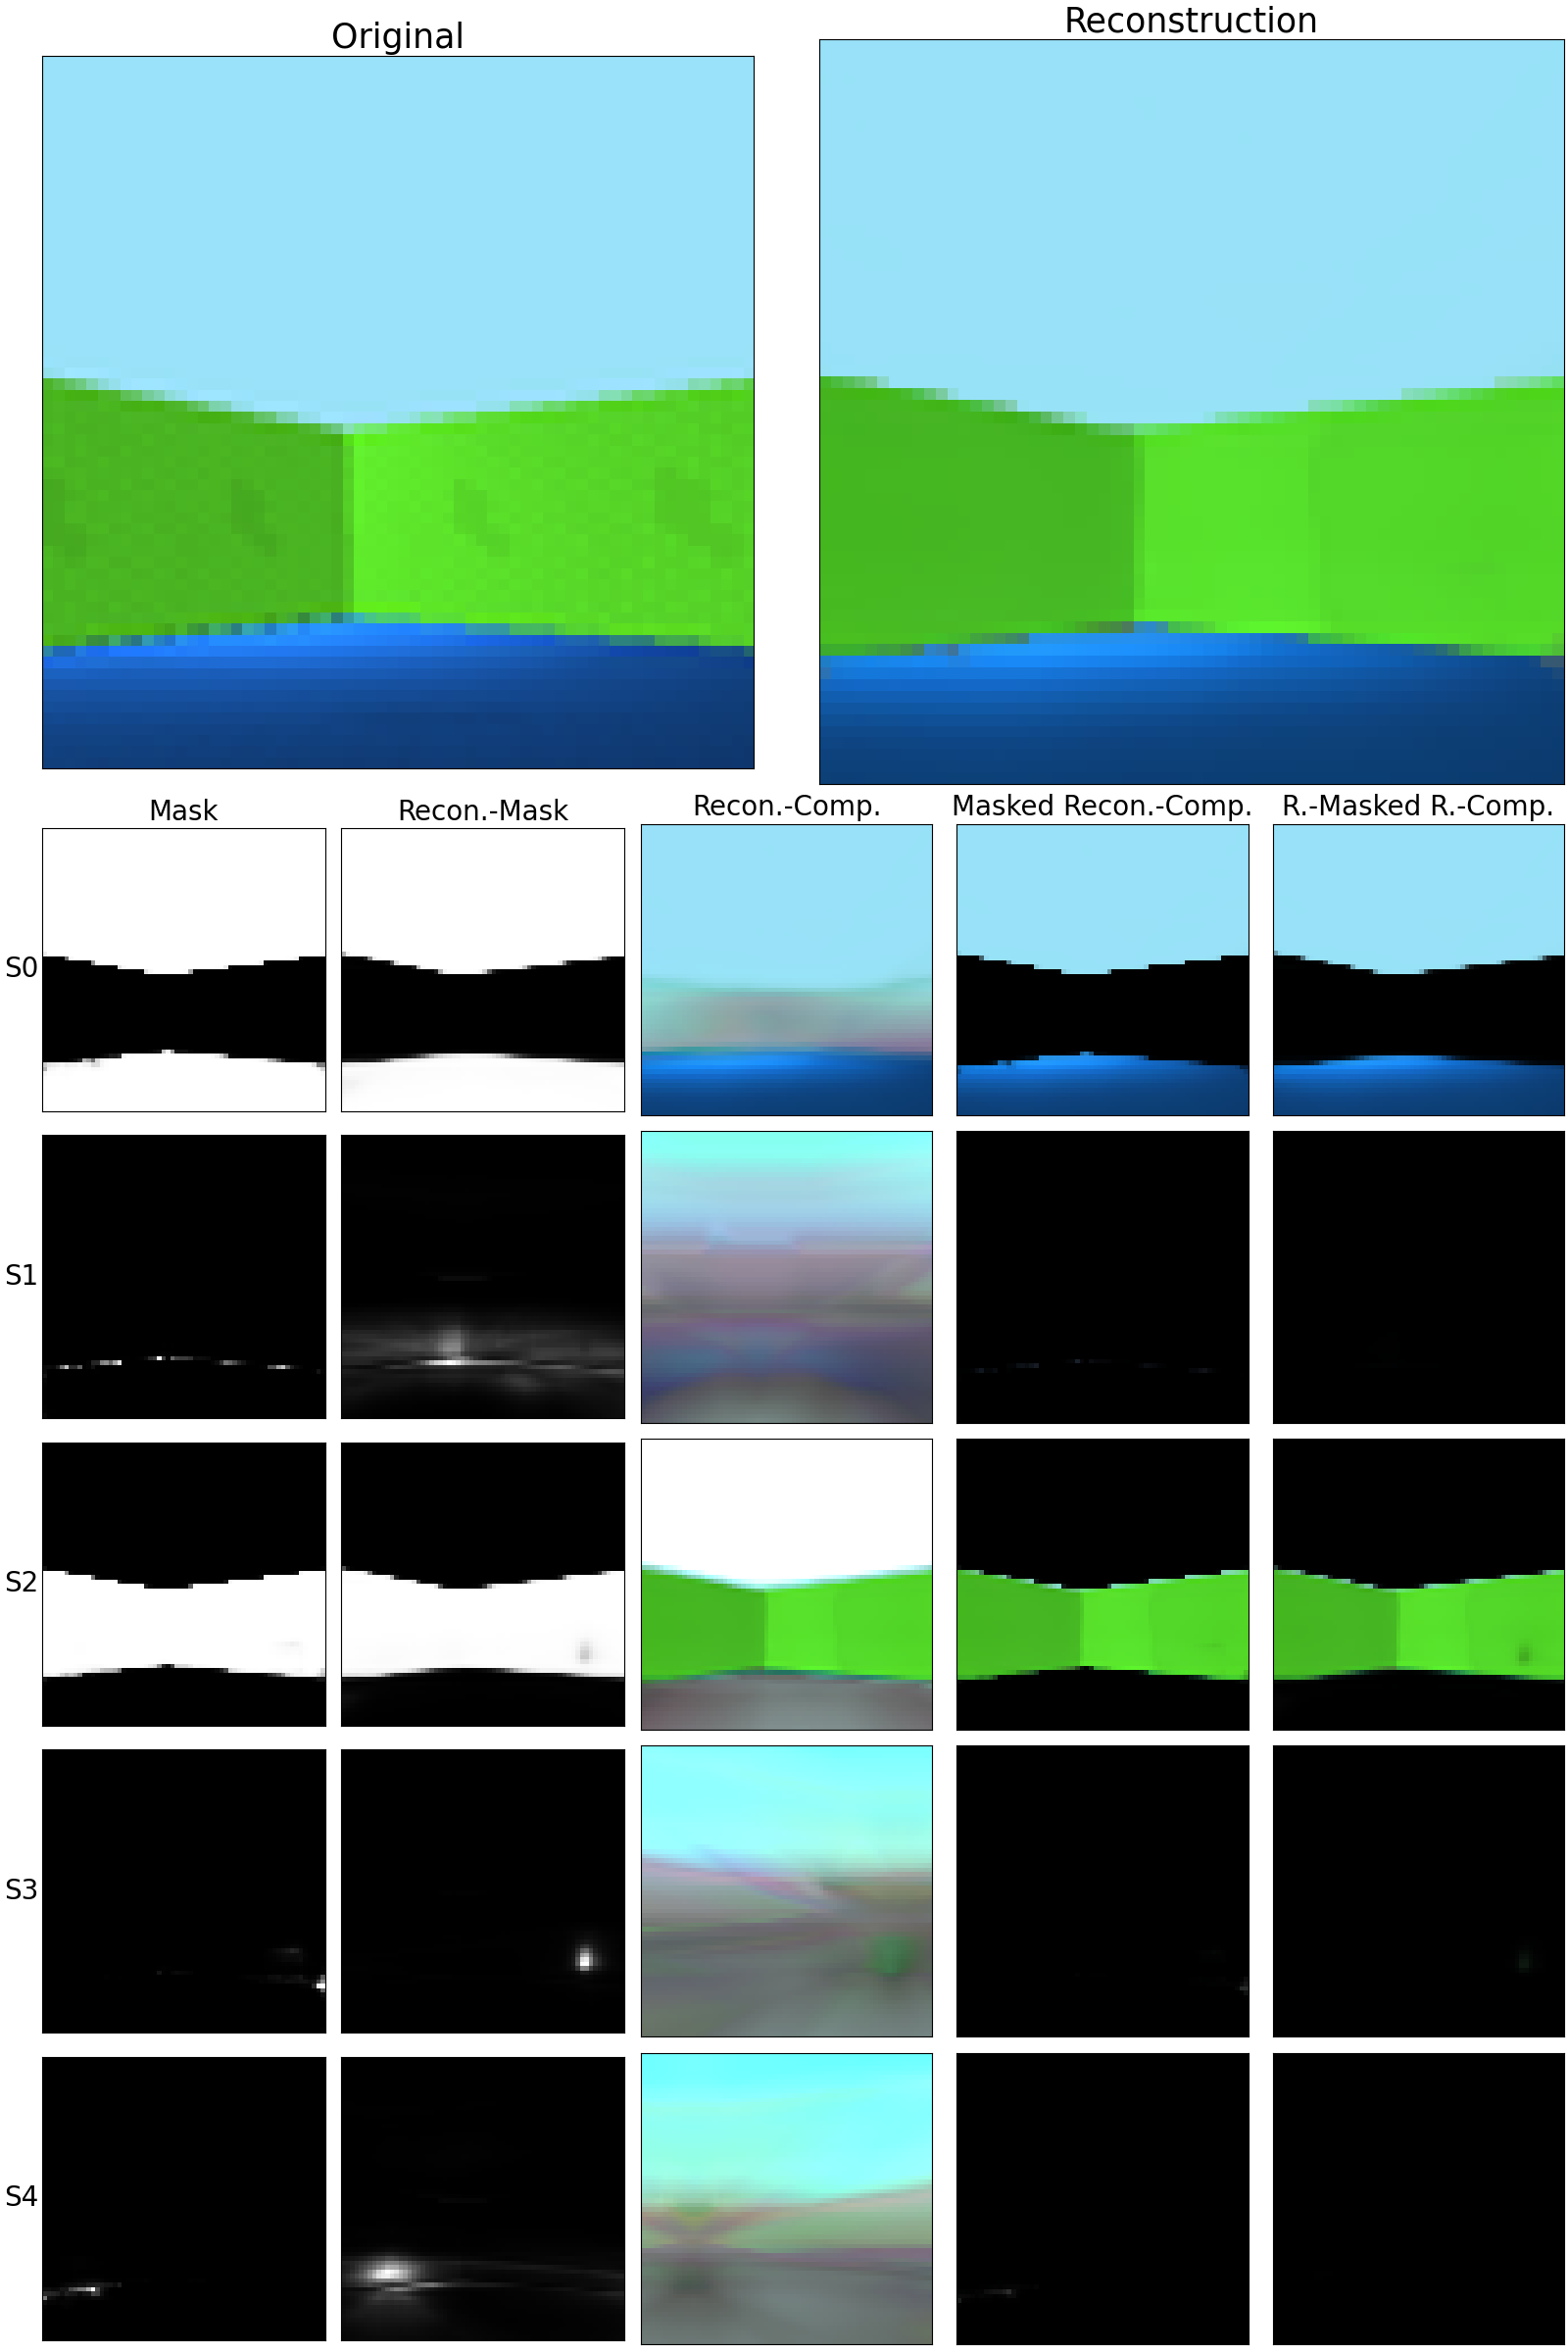 Original
Reconstruction
Mask
Recon.-Mask
Recon.-Comp.
Masked Recon.-Comp.
R.-Masked R.-Comp.
S0
S1
S2
S3
S4